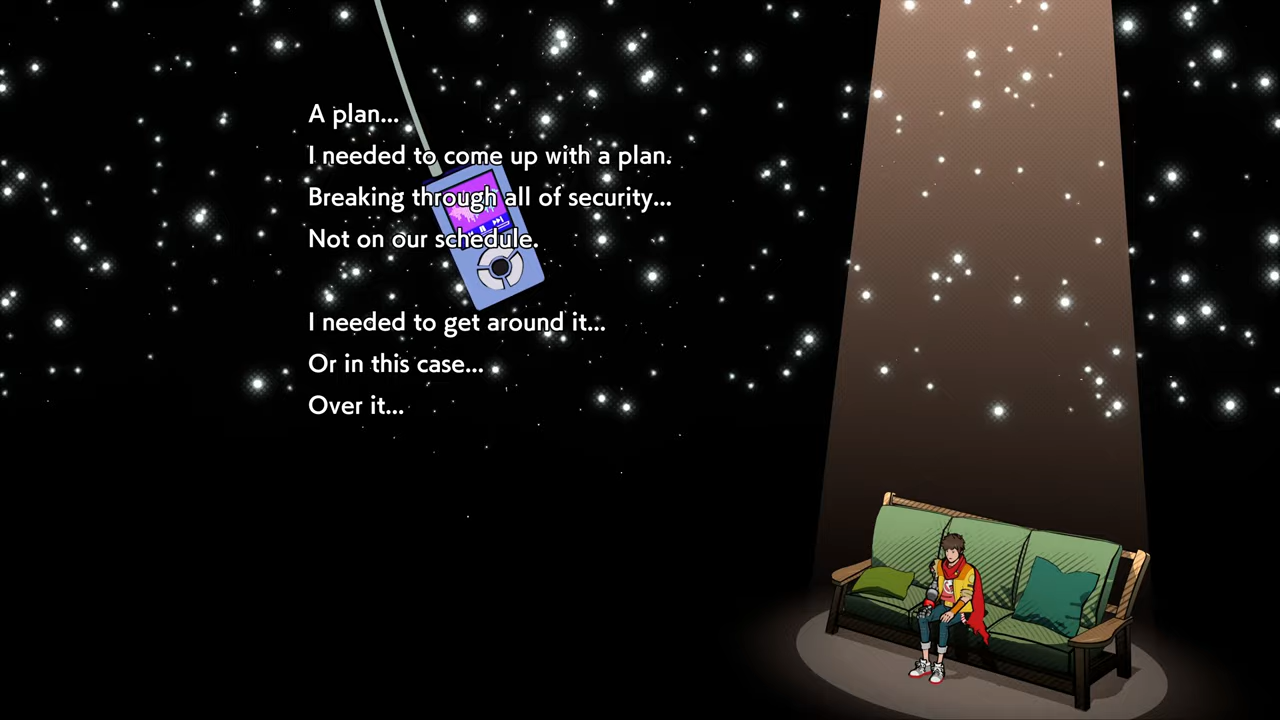 A plan...
I needed to come up with a plan.
Breaking through all of security...
Not on our schedule.
I needed to get around it...
Or in this case...
Over it...